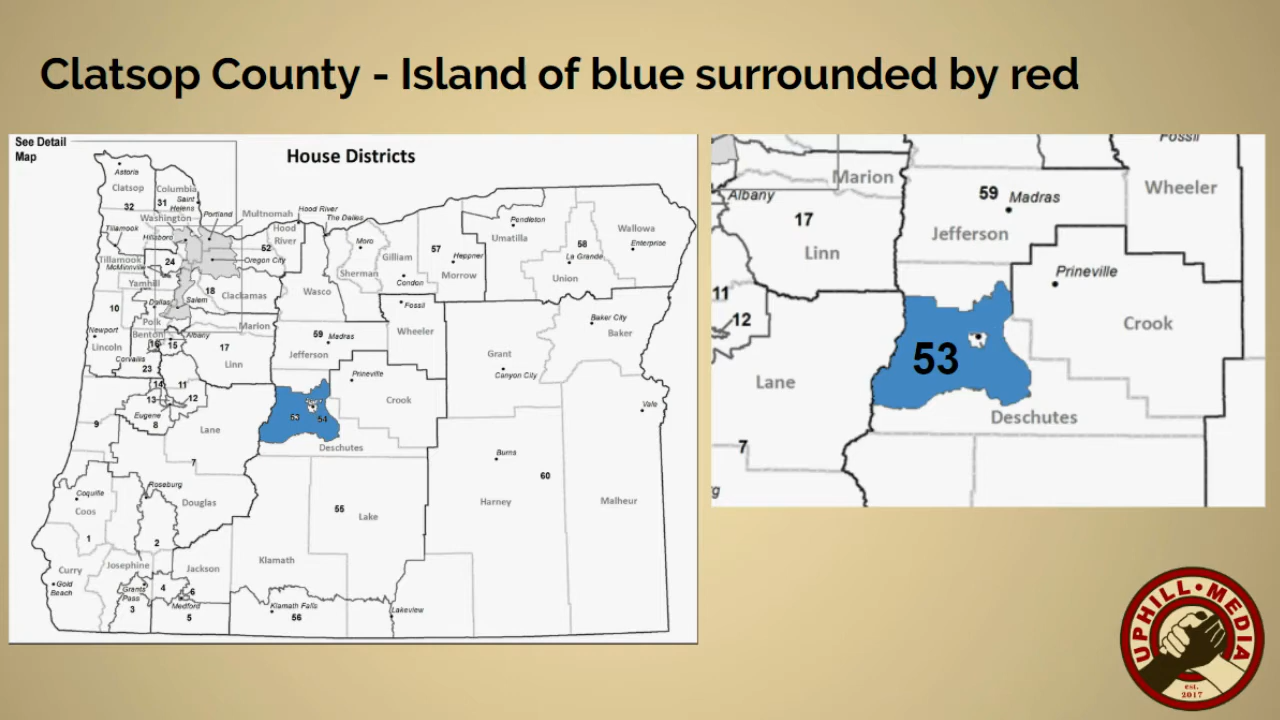 Clatsop County - Island of blue surrounded by red
See Detail
Map
House Districts
Astoria
Clatsop
Columbia
31
Saint
Helens
32
Washington
Portland
Multnomah
Hood River
The Dalles
Tillamook
Hillsboro
Hood
River
52
Moro
Gilliam
57
Pendleton
Umatilla
58
La Grande
Wallowa
Enterprise
Tillamook
McMinnville
24
Oregon City
Sherman
Condon
Heppner
Morrow
Union
Yamhill
18
Clackamas
Wasco
10
Dallas
Salem
Fossil
Polk
Marion
Baker City
Baker
Newport
Lincoln
Benton
Albany
16
15
17
59
Madras
Wheeler
Jefferson
Corvallis
23
Linn
Grant
Canyon City
Prineville
14
11
13
12
Crook
53
54
Vale
Eugene
8
9
Lane
Deschutes
7
Burns
60
Coquille
Coos
Roseburg
Douglas
55
Lake
Harney
Malheur
1
2
Klamath
Curry
Josephine
Jackson
Gold
Beach
Grants
Pass
3
4
6
Medford
5
Klamath Falls
56
Lakeview
Fossil
Marion
Albany
17
Linn
59
Madras
Wheeler
Jefferson
Prineville
11
12
Crook
53
Lane
Deschutes
7
g
UPHILL • MEDIA
est.
2017